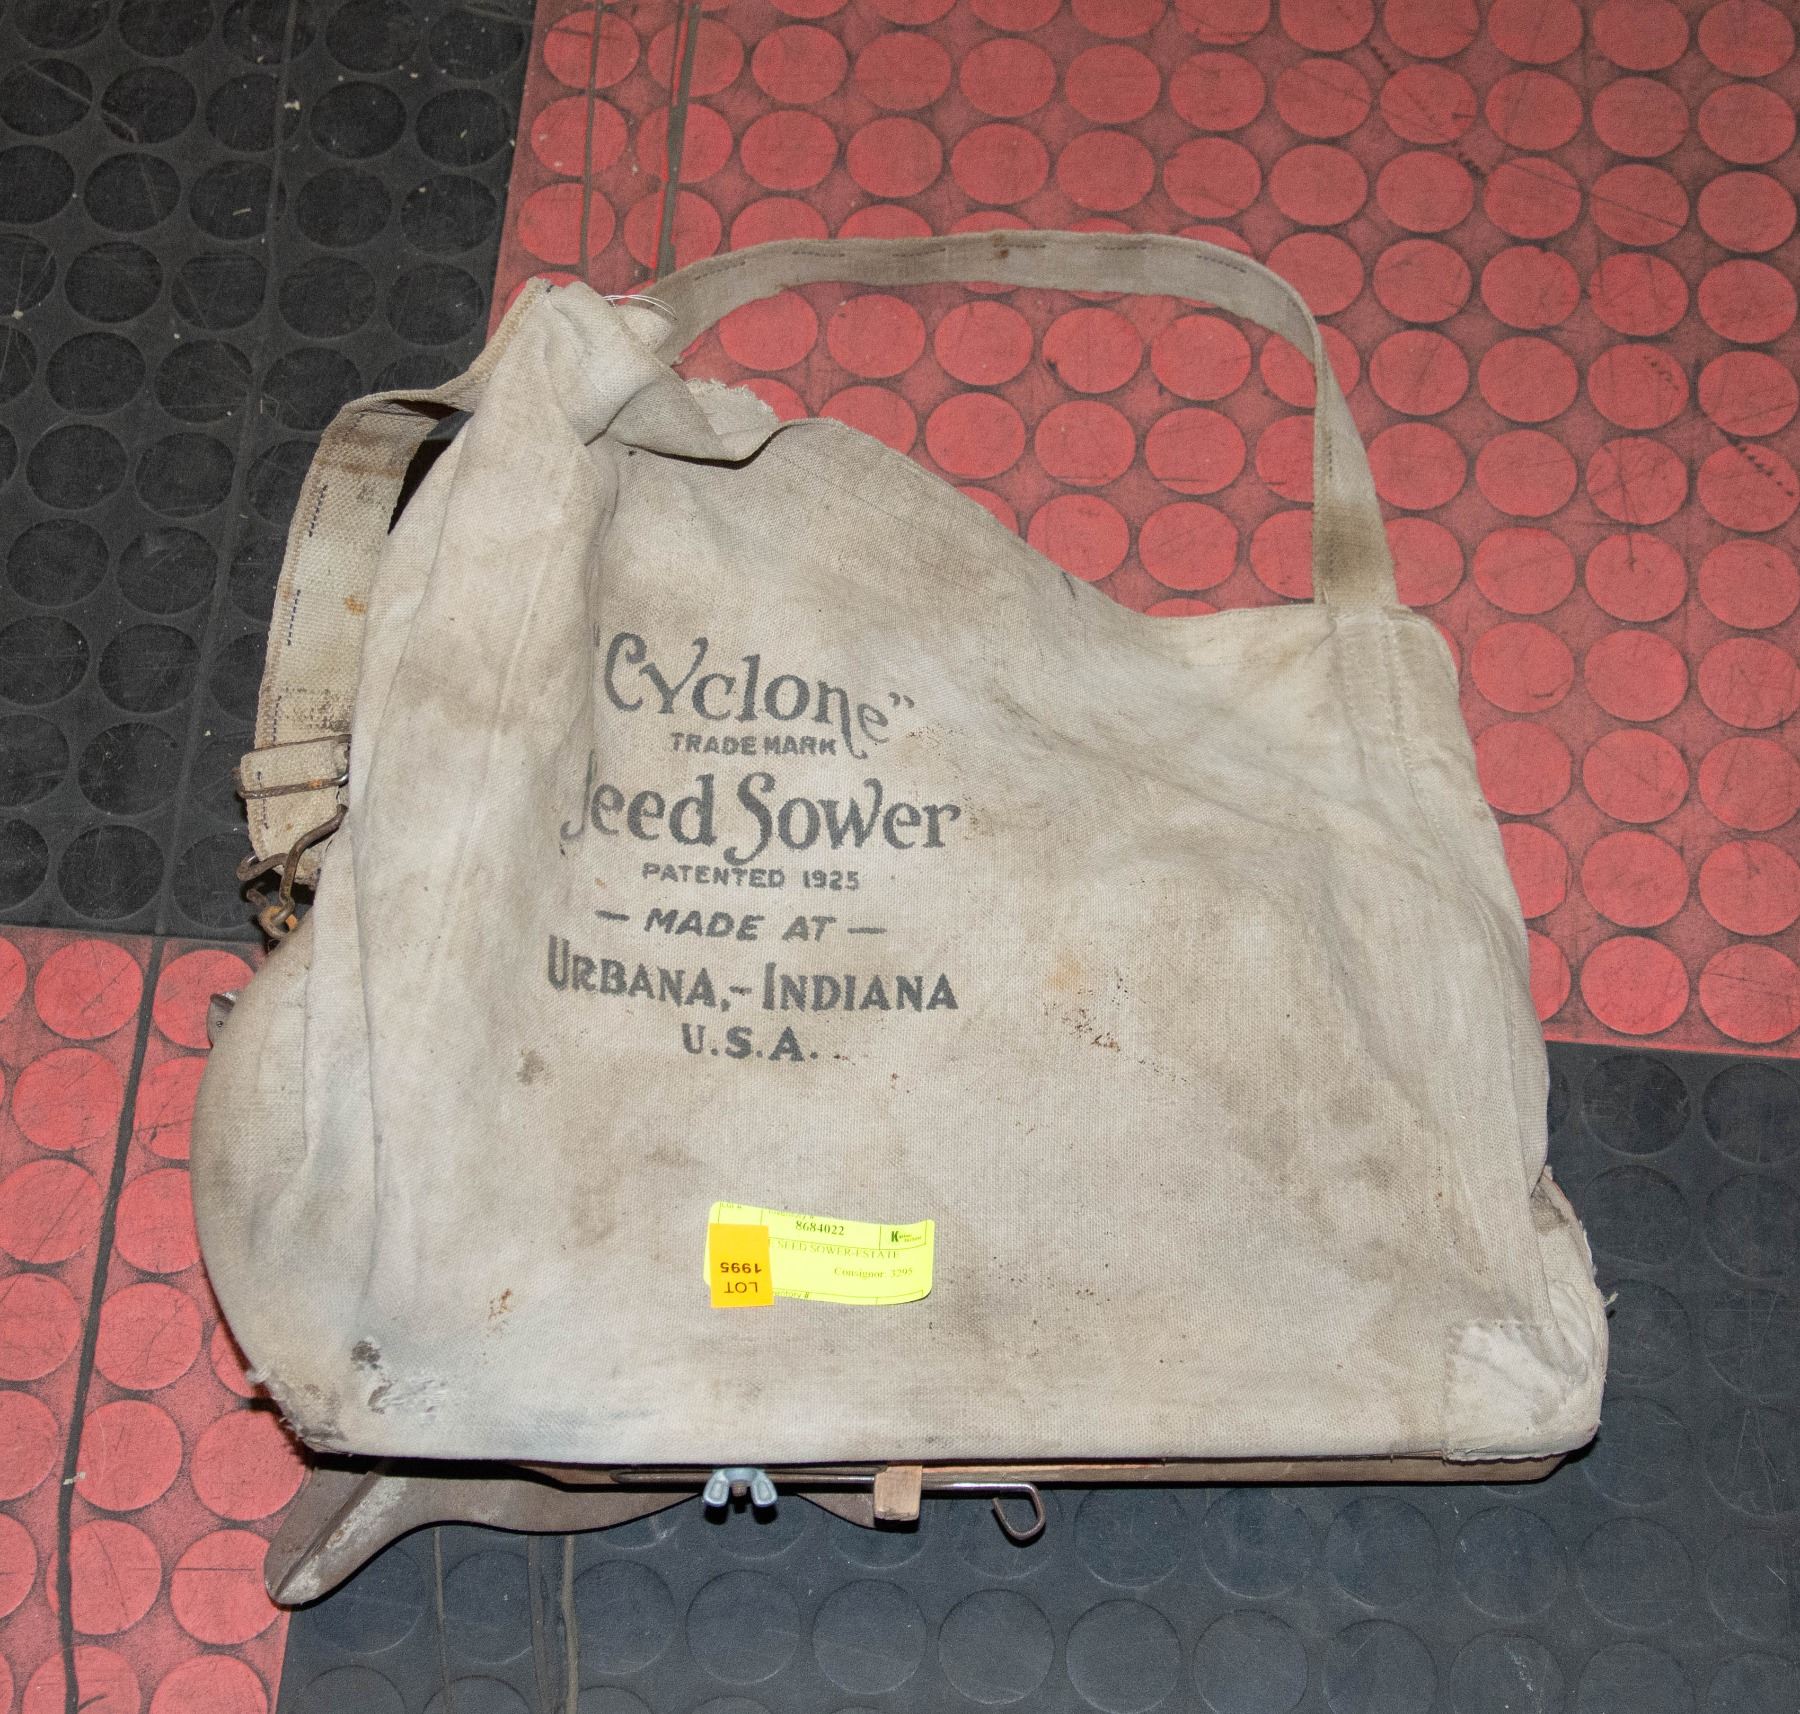 "Cyclone"
TRADE MARK
Seed Sower
PATENTED 1925
— MADE AT —
URBANA,- INDIANA
U.S.A.
8684022
SEED SOWER-ESTATE
Consignor: 3295
LOT
1995